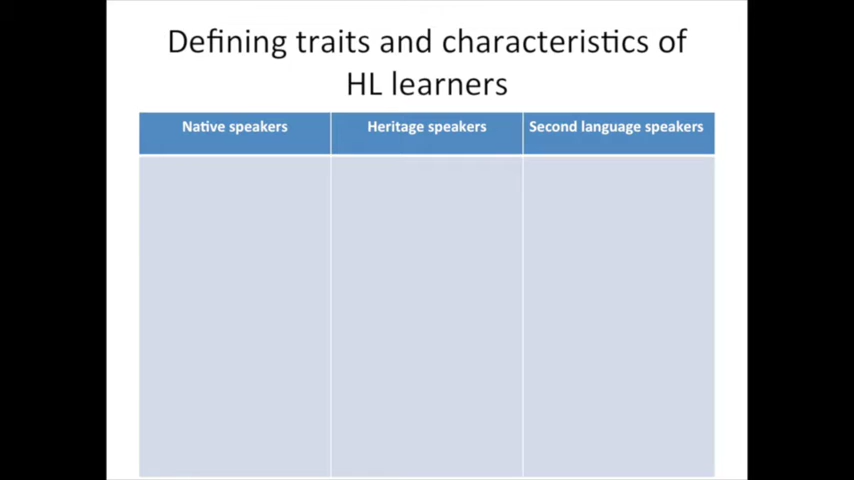 Defining traits and characteristics of
HL learners
Native speakers
Heritage speakers
Second language speakers